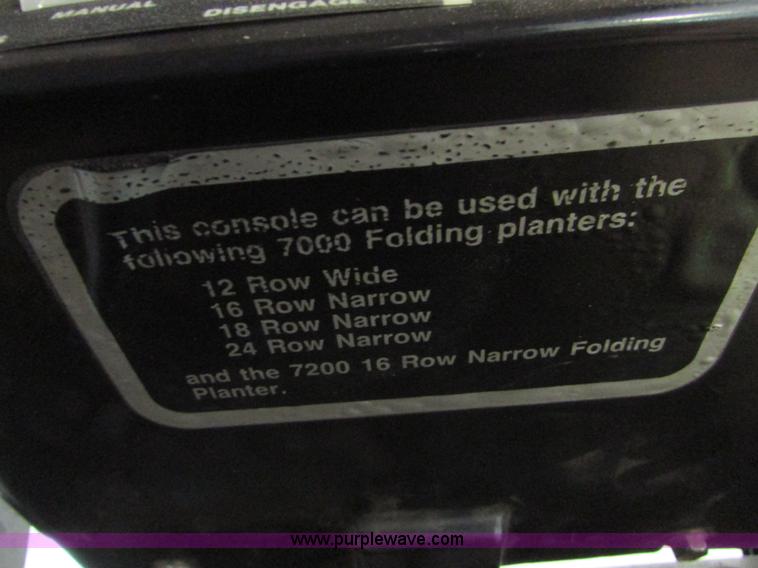 MANUAL DISENGAGE
This console can be used with the
following 7000 Folding planters:
12 Row Wide
16 Row Narrow
18 Row Narrow
24 Row Narrow
and the 7200 16 Row Narrow Folding
Planter.
www.purplewave.com